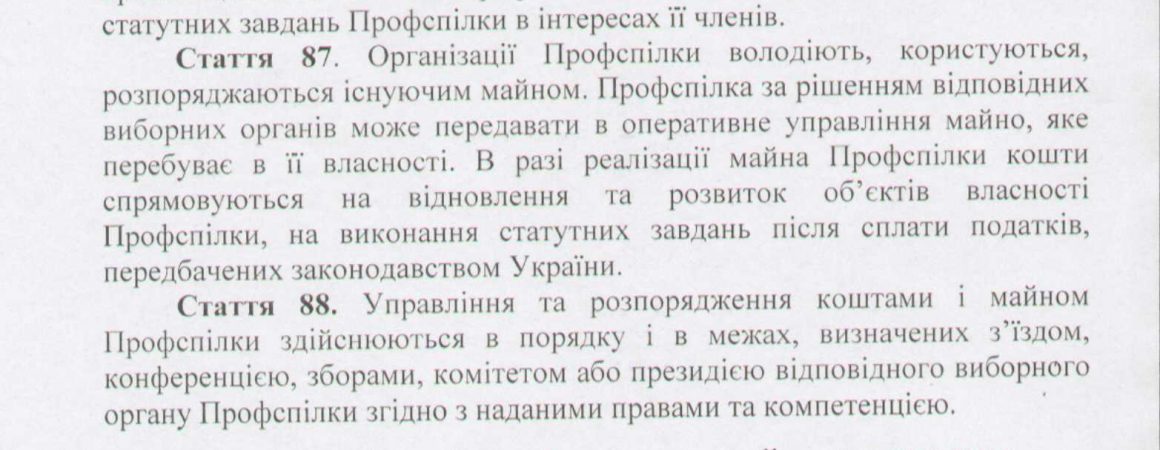 статутних завдань Профспілки в інтересах її членів.
Стаття 87. Організації Профспілки володіють, користуються,
розпоряджаються існуючим майном. Профспілка за рішенням відповідних
виборних органів може передавати в оперативне управління майно, яке
перебуває в її власності. В разі реалізації майна Профспілки кошти
спрямовуються на відновлення та розвиток об’єктів власності
Профспілки, на виконання статутних завдань після сплати податків,
передбачених законодавством України.
Стаття 88. Управління та розпорядження коштами і майном
Профспілки здійснюються в порядку і в межах, визначених з’їздом,
конференцією, зборами, комітетом або президією відповідного виборного
органу Профспілки згідно з наданими правами та компетенцією.